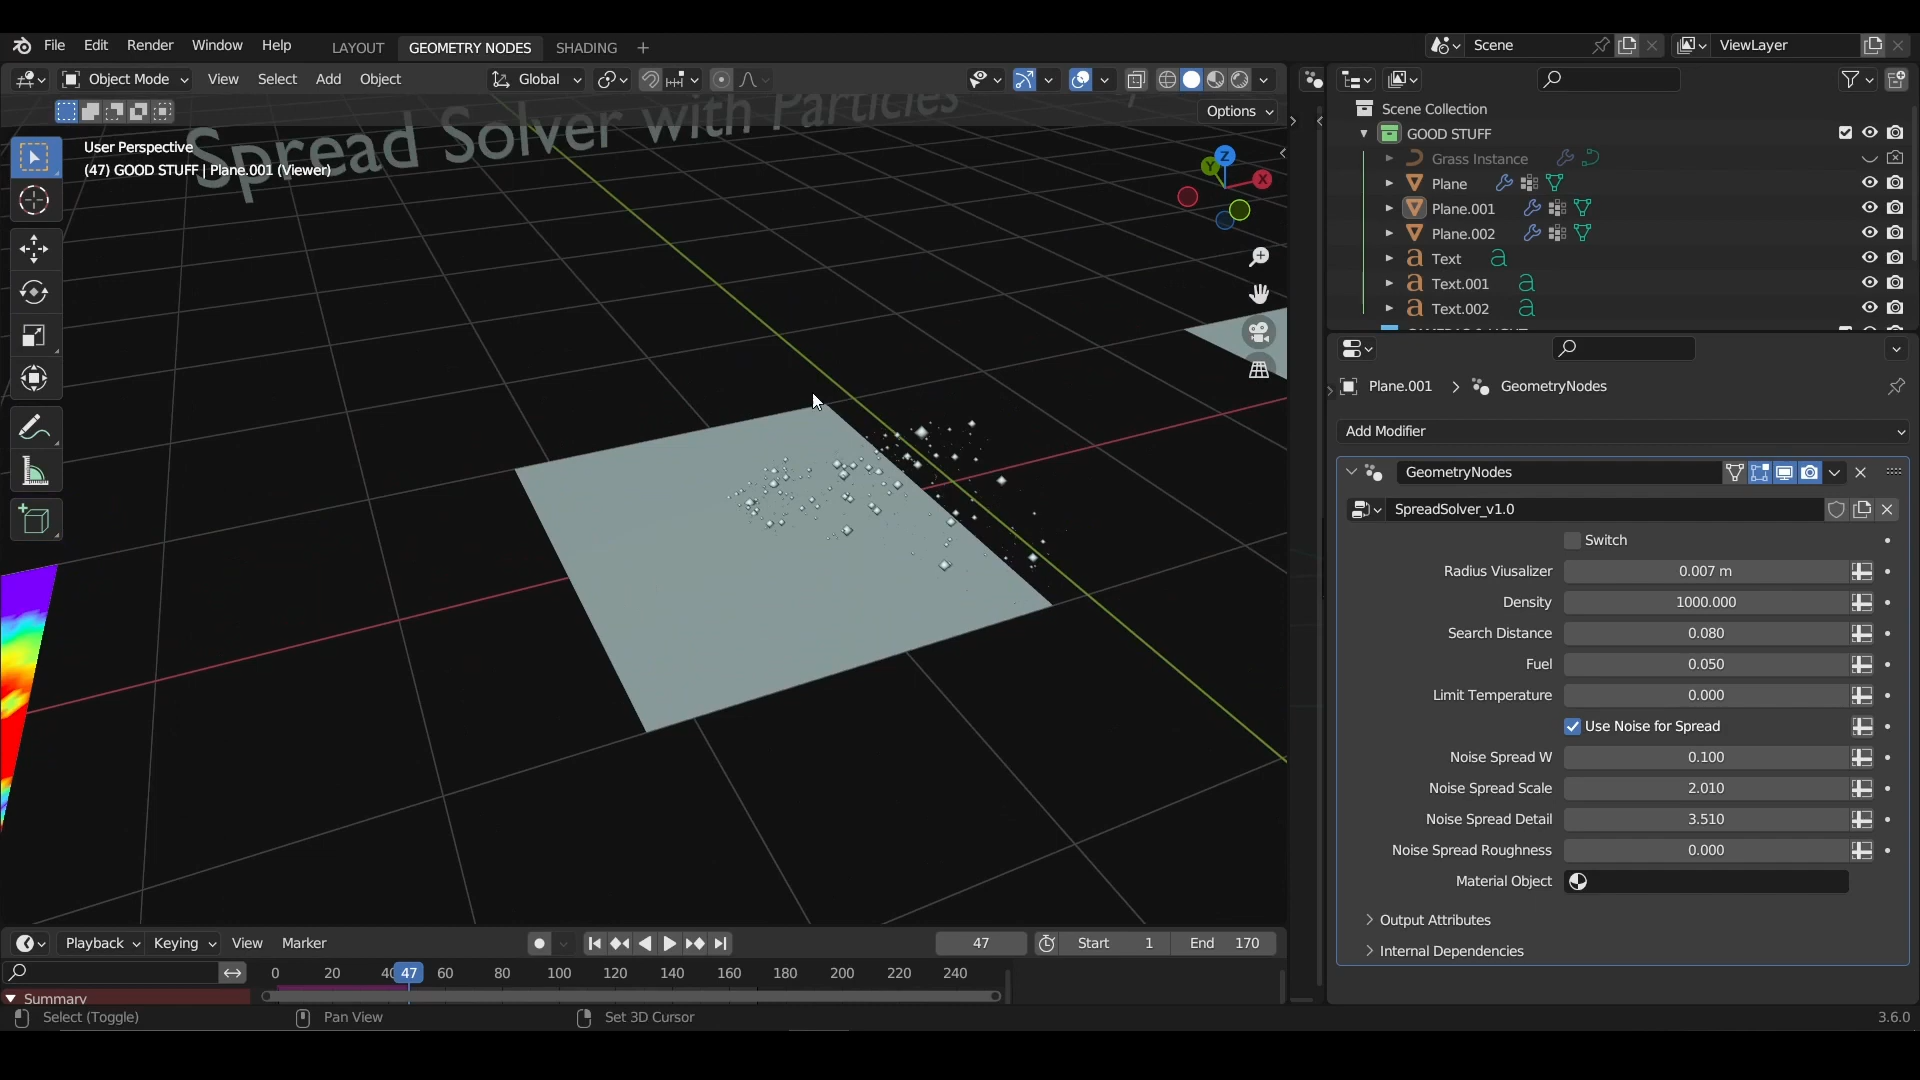 File Edit Render Window Help LAYOUT GEOMETRY NODES SHADING + Scene ViewLayer
Object Mode View Select Add Object Global
Options
Spread Solver with Particles
User Perspective
(47) GOOD STUFF | Plane.001 (Viewer)
Z
Y
X
Scene Collection
GOOD STUFF
Grass Instance
Plane
Plane.001
Plane.002
Text
Text.001
Text.002
Plane.001 > GeometryNodes
Add Modifier
GeometryNodes
SpreadSolver_v1.0
Switch
Radius Viusalizer 0.007 m
Density 1000.000
Search Distance 0.080
Fuel 0.050
Limit Temperature 0.000
Use Noise for Spread
Noise Spread W 0.100
Noise Spread Scale 2.010
Noise Spread Detail 3.510
Noise Spread Roughness 0.000
Material Object
Output Attributes
Internal Dependencies
Playback Keying View Marker 47 Start 1 End 170
0 20 40 47 60 80 100 120 140 160 180 200 220 240
Summary
Select (Toggle) Pan View Set 3D Cursor 3.6.0